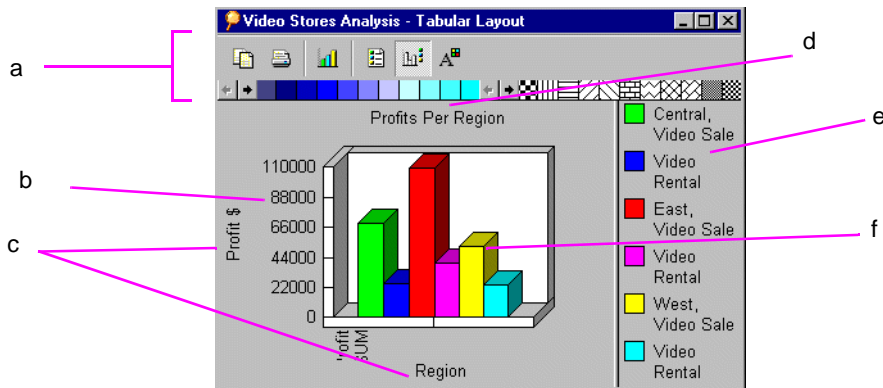 Video Stores Analysis - Tabular Layout
d
a
Profits Per Region
Central,
Video Sale
e
Video
Rental
110000
b
88000
East,
Video Sale
66000
Profit $
c
f
44000
Video
Rental
22000
West,
Video Sale
0
SUM
Video
Rental
Region